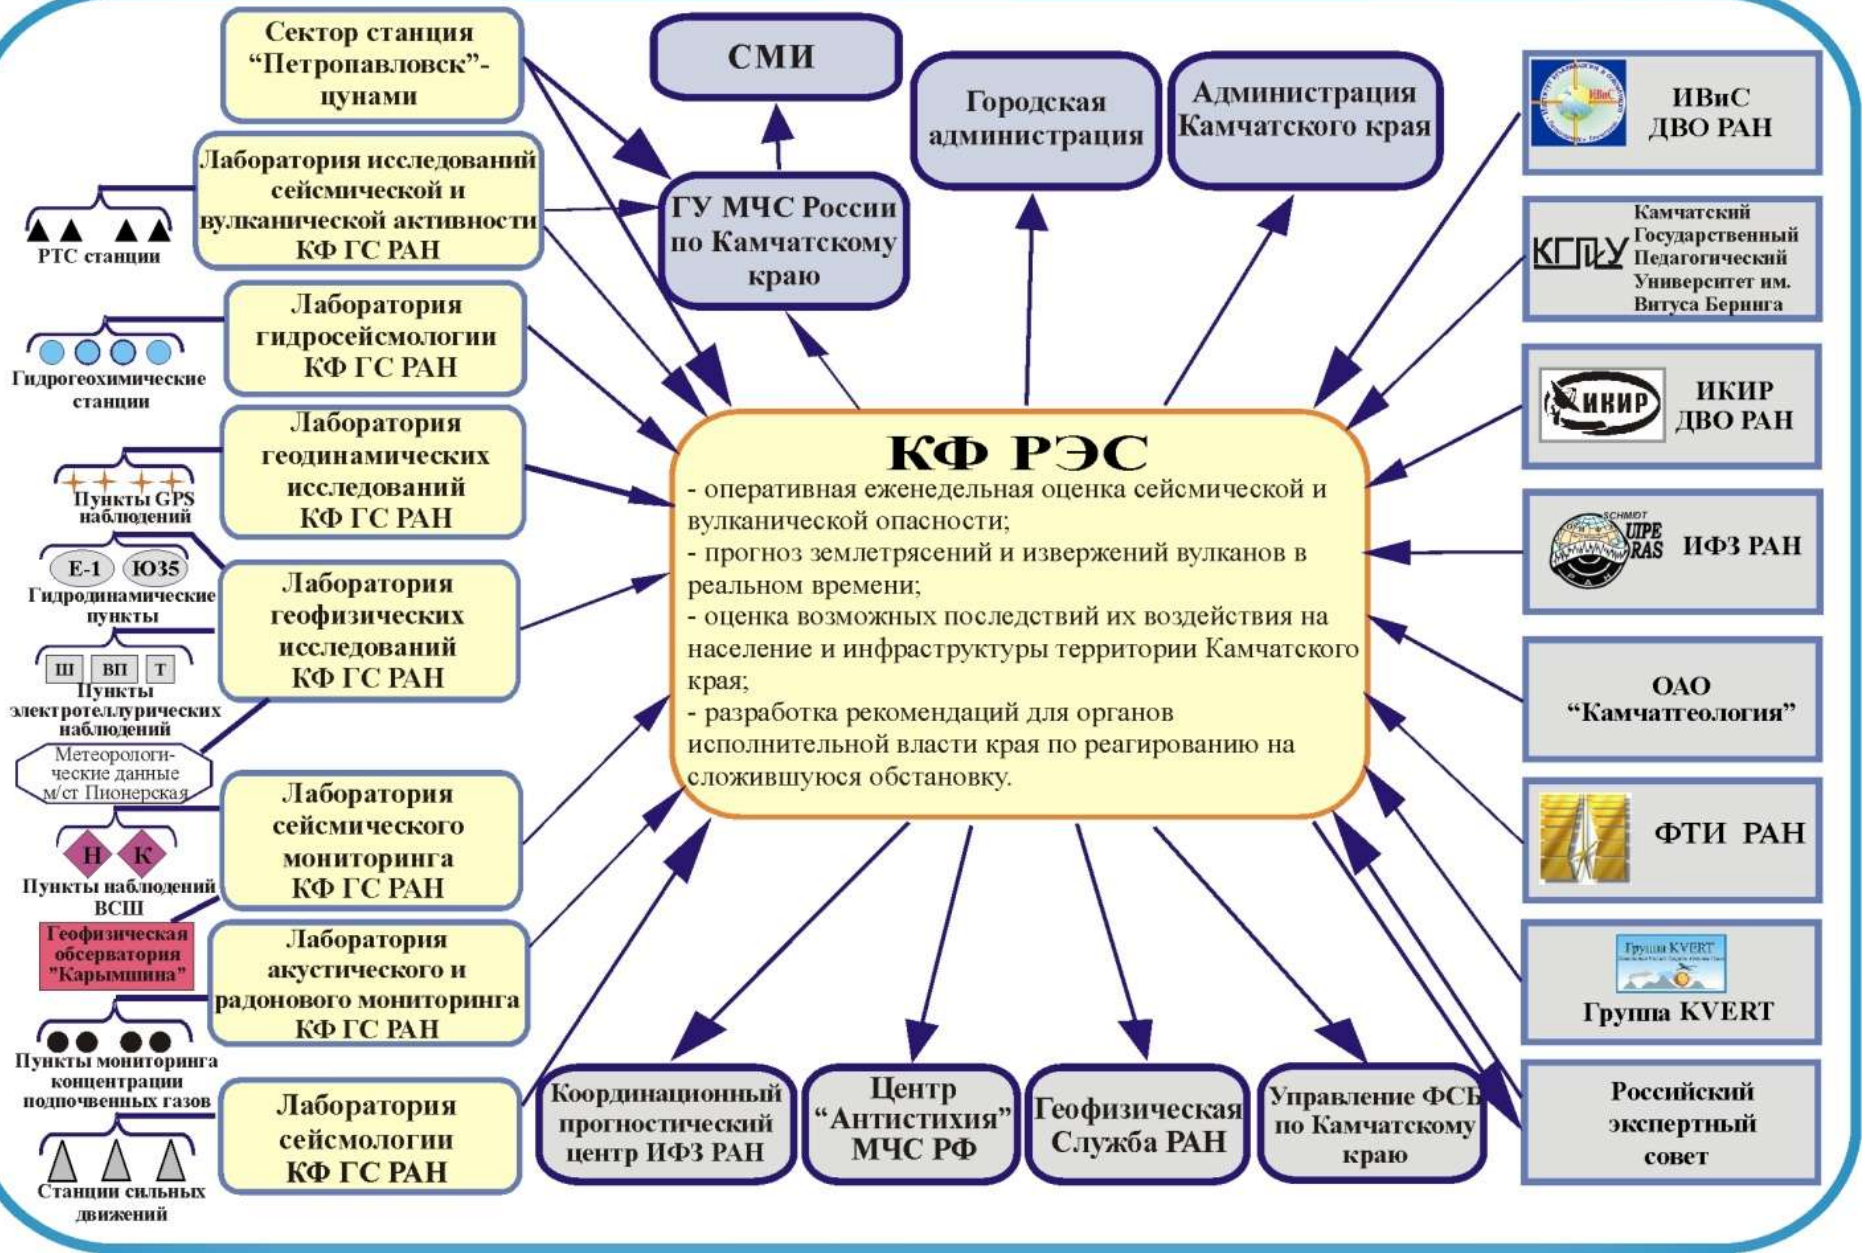 Сектор станция
“Петропавловск”-
цунами
Лаборатория исследований
сейсмической и
вулканической активности
КФ ГС РАН
РТС станции
Лаборатория
гидросейсмологии
КФ ГС РАН
Гидрогеохимические
станции
Лаборатория
геодинамических
исследований
КФ ГС РАН
Пункты GPS
наблюдений
Е-1 Ю35
Гидродинамические
пункты
Лаборатория
геофизических
исследований
КФ ГС РАН
Ш ВП Т
Пункты
электротеллурических
наблюдений
Метеорологи-
ческие данные
м/ст Пионерская
Лаборатория
сейсмического
мониторинга
КФ ГС РАН
Н К
Пункты наблюдений
ВСШ
Геофизическая
обсерватория
"Карымшина"
Лаборатория
акустического и
радонового мониторинга
КФ ГС РАН
Пункты мониторинга
концентрации
подпочвенных газов
Лаборатория
сейсмологии
КФ ГС РАН
Станции сильных
движений
СМИ
ГУ МЧС России
по Камчатскому
краю
Городская
администрация
Администрация
Камчатского края
КФ РЭС
- оперативная еженедельная оценка сейсмической и
вулканической опасности;
- прогноз землетрясений и извержений вулканов в
реальном времени;
- оценка возможных последствий их воздействия на
население и инфраструктуры территории Камчатского
края;
- разработка рекомендаций для органов
исполнительной власти края по реагированию на
сложившуюся обстановку.
Координационный
прогностический
центр ИФЗ РАН
Центр
“Антистихия”
МЧС РФ
Геофизическая
Служба РАН
Управление ФСБ
по Камчатскому
краю
ИВиС
ИВиС
ДВО РАН
КГПУ
Камчатский
Государственный
Педагогический
Университет им.
Витуса Беринга
ИКИР
ИКИР
ДВО РАН
SCHMIDT
UIPE
RAS
РАН
ИФЗ РАН
ОАО
“Камчатгеология”
ФТИ РАН
Группа KVERT
Группа KVERT
Российский
экспертный
совет